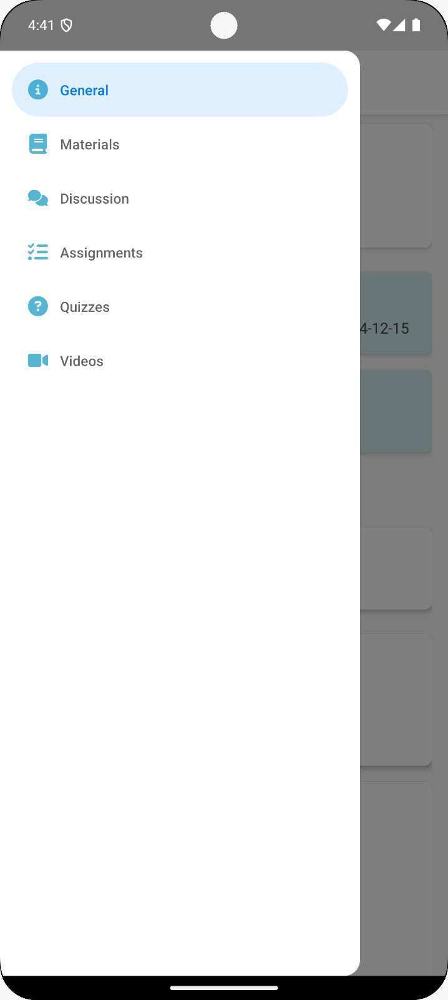 4:41
General
Materials
Discussion
Assignments
4-12-15
Quizzes
Videos